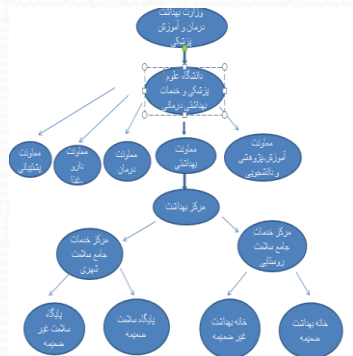 وزارت بهداشت
درمان و آموزش
پزشکی
دانشگاه علوم
پزشکی و خدمات
بهداشتی درمانی
معاونت
آموزش،پژوهشی
و دانشجویی
معاونت
بهداشتی
معاونت
درمان
معاونت
دارو
وغذا
معاونت
پشتیبانی
مرکز بهداشت
مرکز خدمات
جامع سلامت
روستایی
مرکز خدمات
جامع سلامت
شهری
خانه بهداشت
ضمیمه
خانه بهداشت
غیر ضمیمه
پایگاه سلامت
ضمیمه
پایگاه
سلامت غیر
ضمیمه